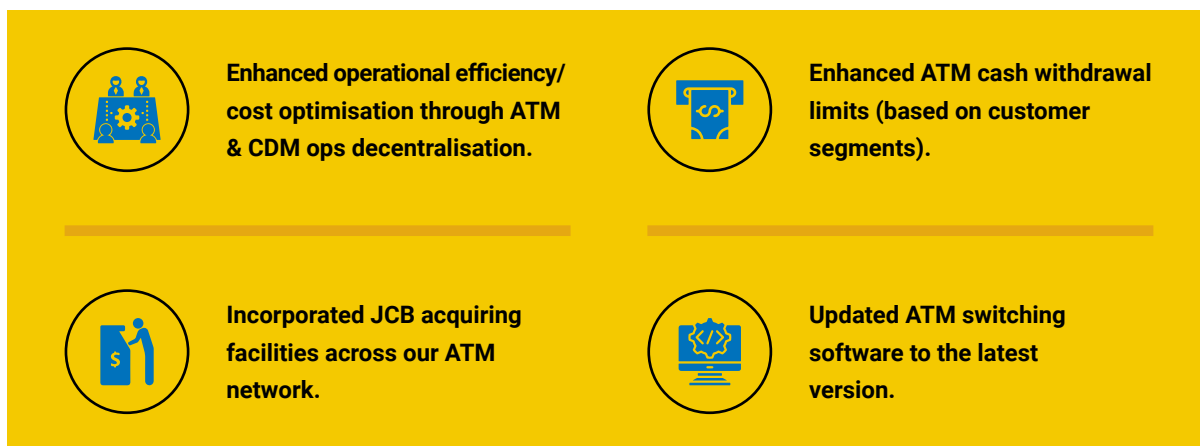 Enhanced operational efficiency/
cost optimisation through ATM
& CDM ops decentralisation.
Enhanced ATM cash withdrawal
limits (based on customer
segments).
$
Incorporated JCB acquiring
facilities across our ATM
network.
$
</>
Updated ATM switching
software to the latest
version.